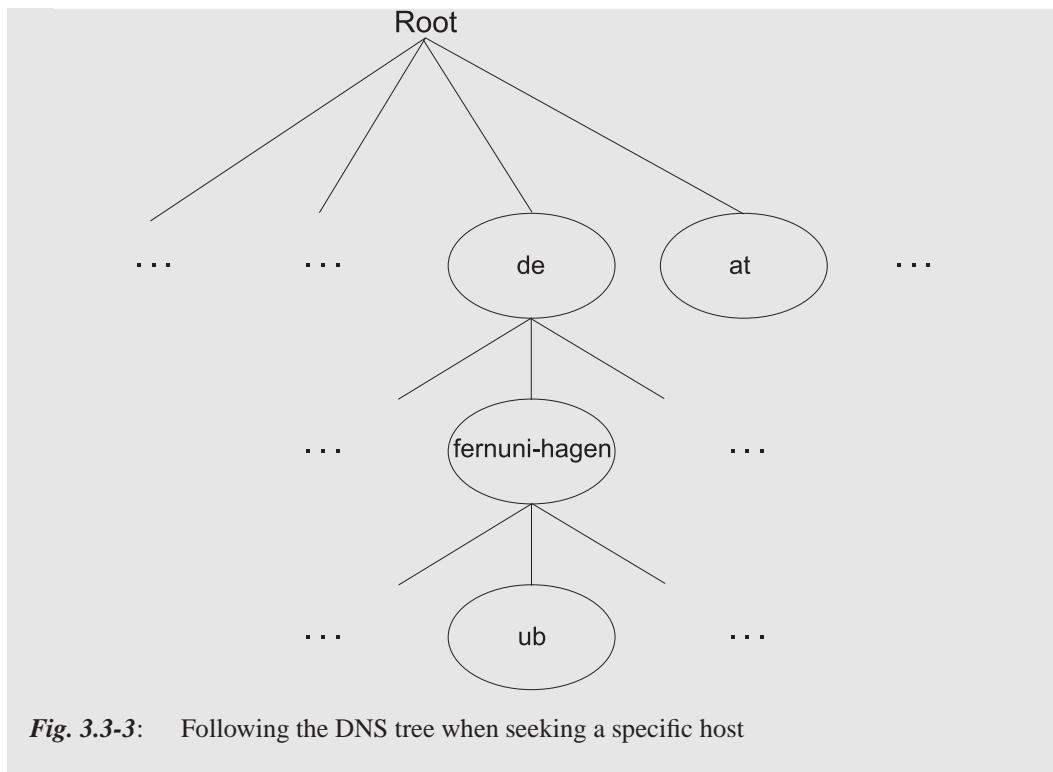 Root
... ... de at ...
... fernuni-hagen ...
... ub ...
Fig. 3.3-3: Following the DNS tree when seeking a specific host